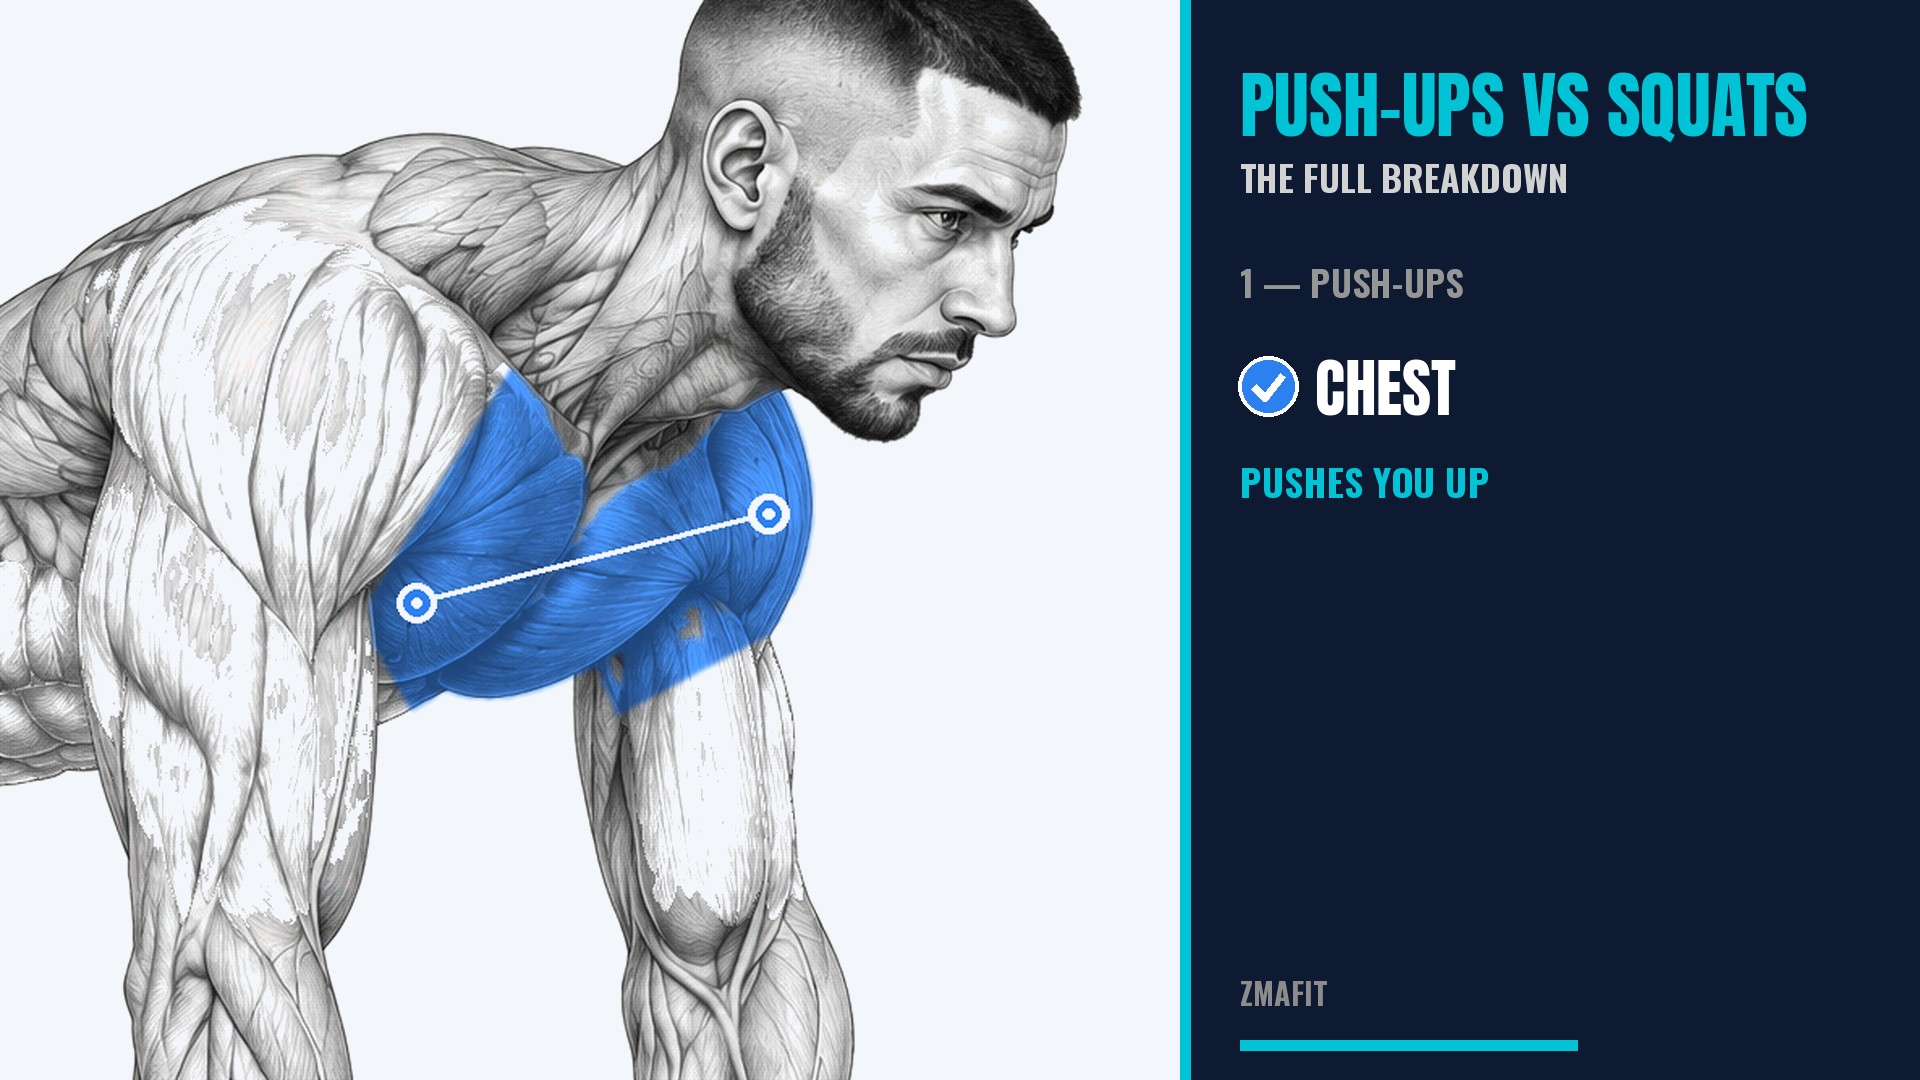 PUSH-UPS VS SQUATS
THE FULL BREAKDOWN
1 — PUSH-UPS
CHEST
PUSHES YOU UP
ZMAFIT